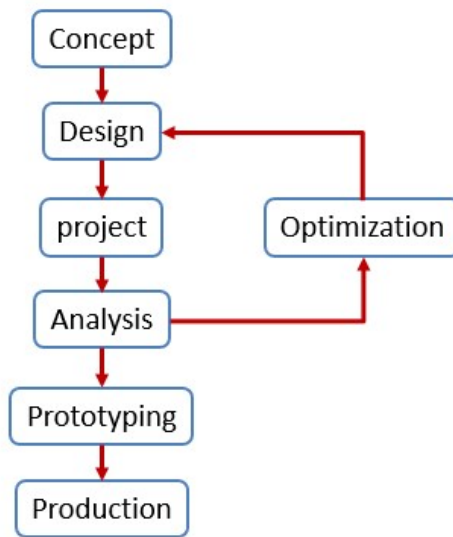 Concept
Design
project
Optimization
Analysis
Prototyping
Production